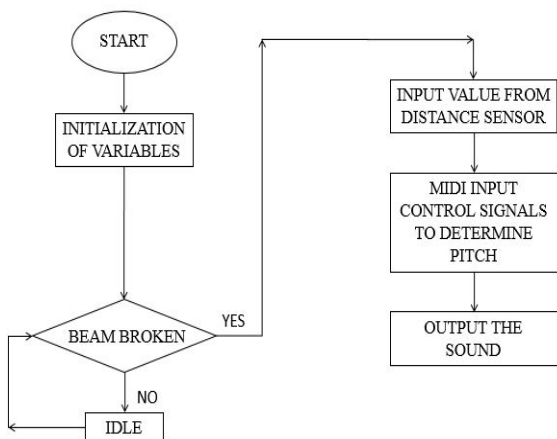 START
INITIALIZATION
OF VARIABLES
BEAM BROKEN
YES
NO
IDLE
INPUT VALUE FROM
DISTANCE SENSOR
MIDI INPUT
CONTROL SIGNALS
TO DETERMINE
PITCH
OUTPUT THE
SOUND